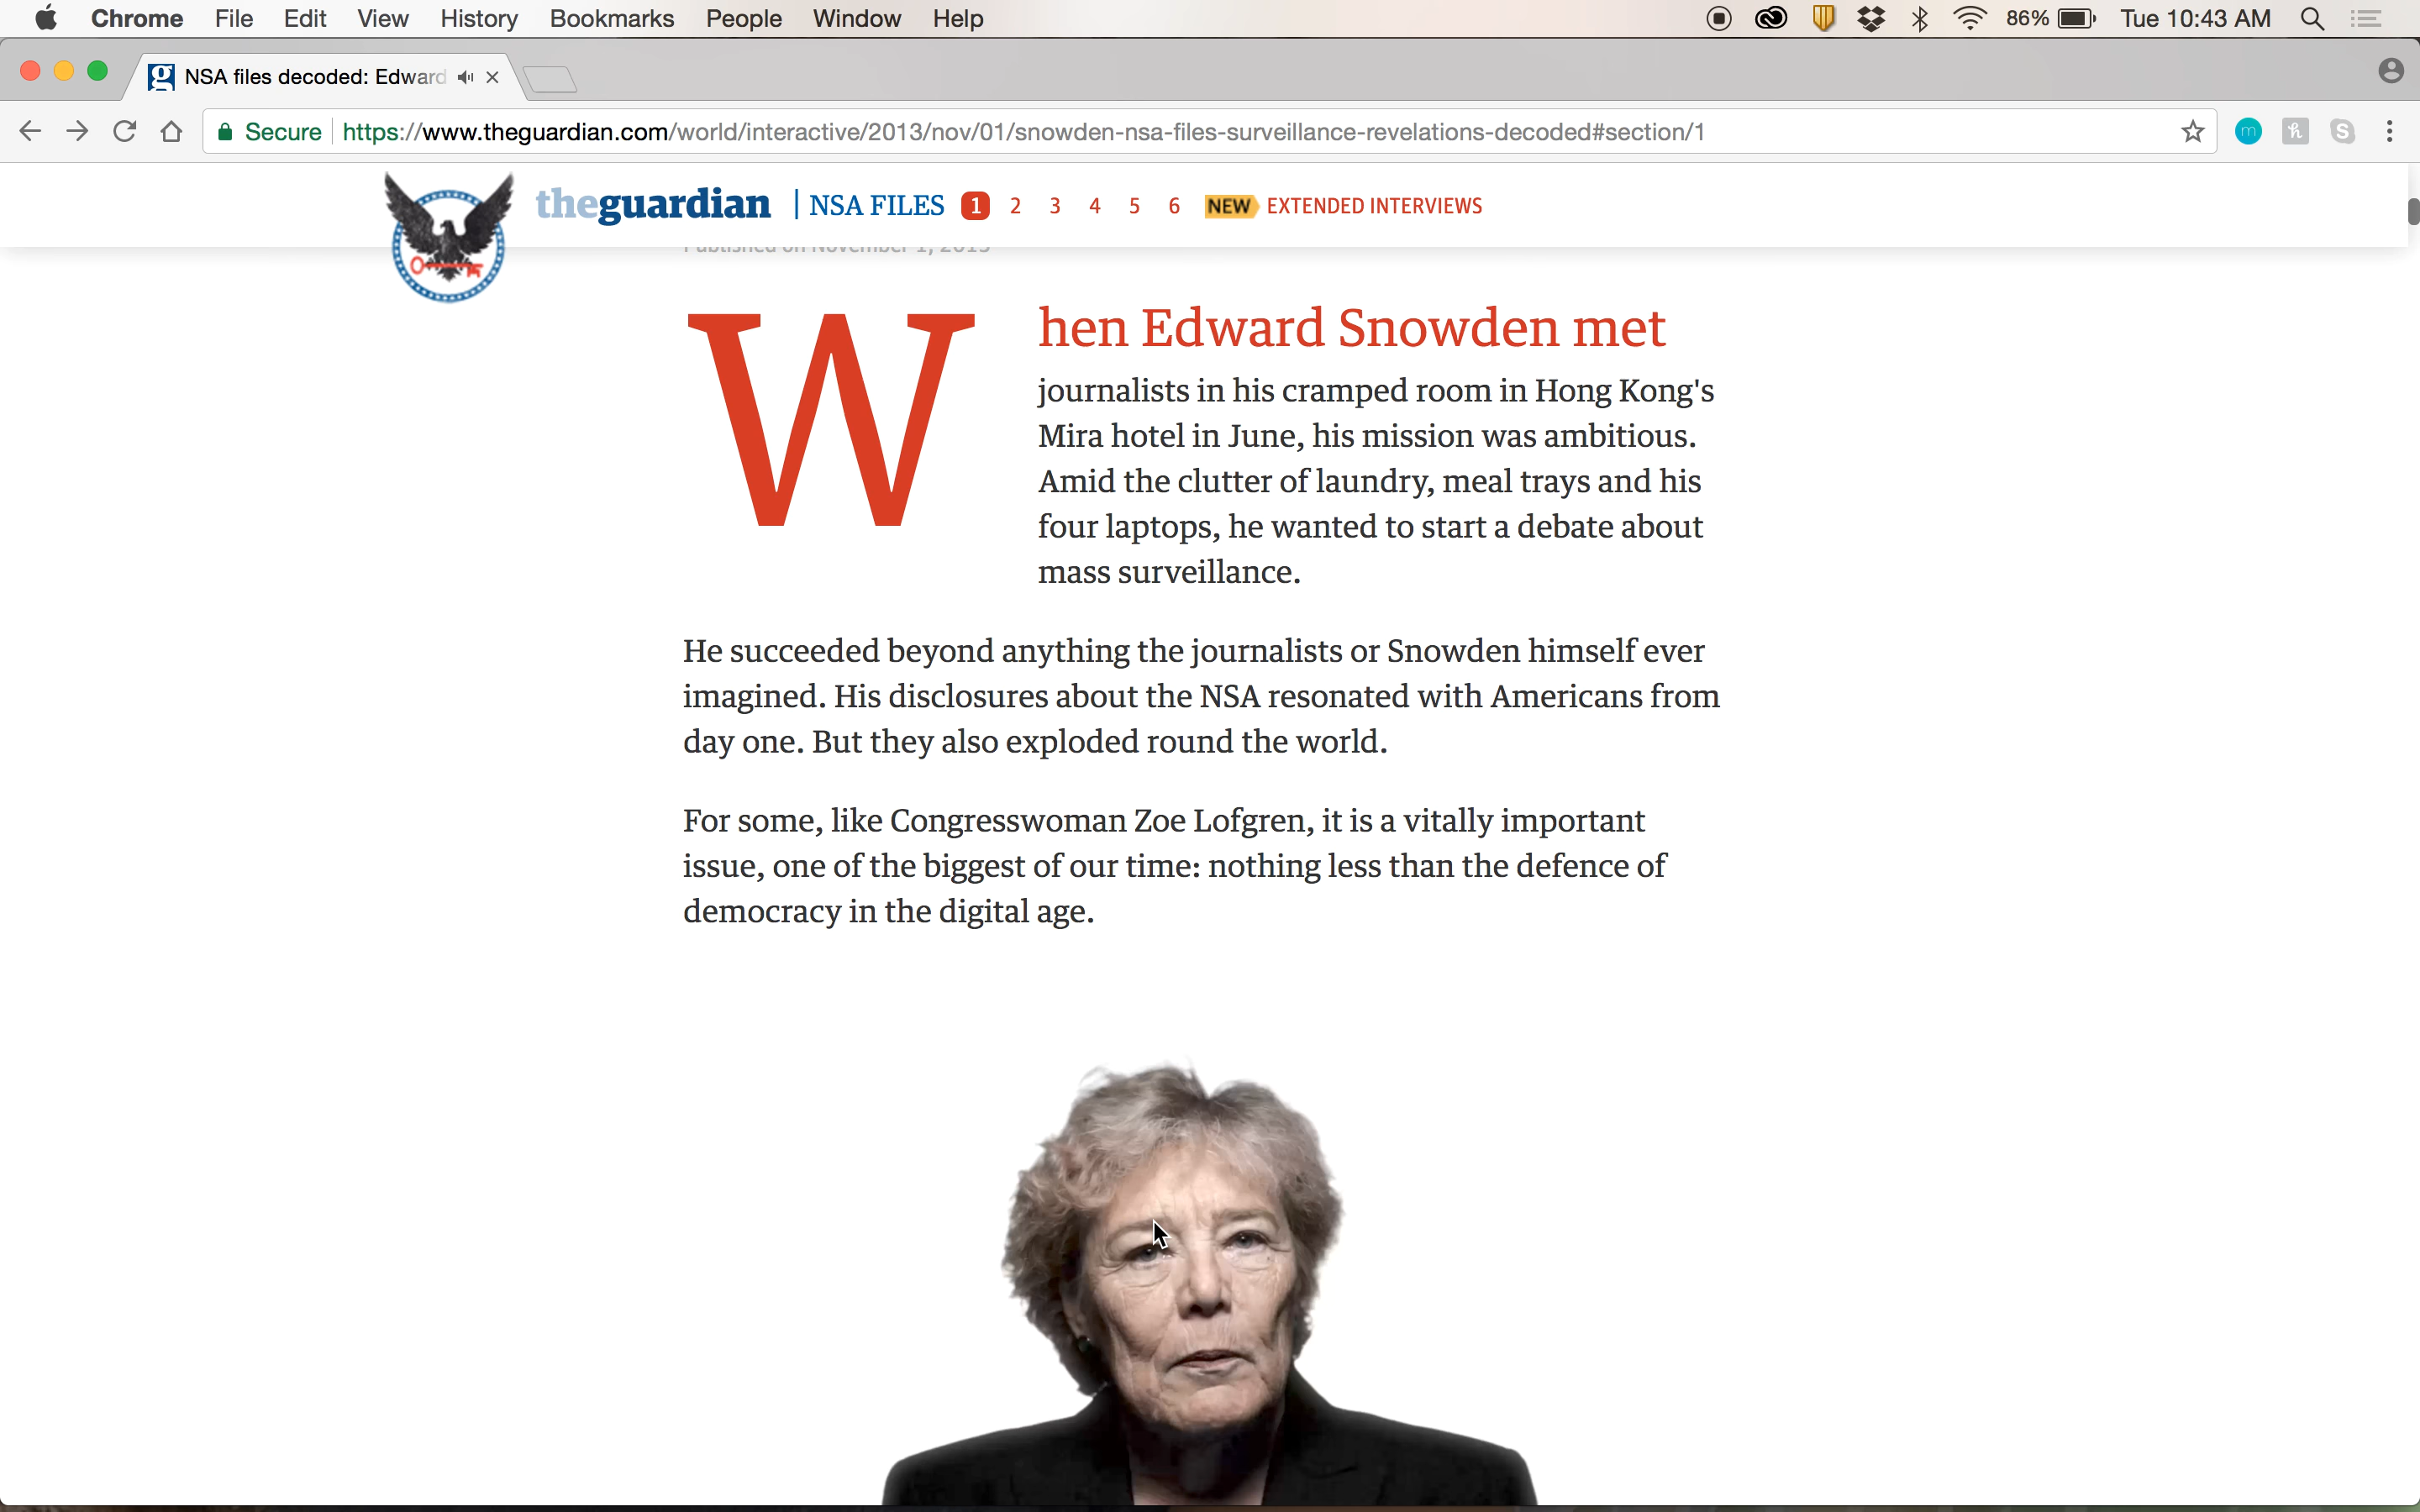 Chrome File Edit View History Bookmarks People Window Help 86% Tue 10:43 AM
NSA files decoded: Edward
Secure https://www.theguardian.com/world/interactive/2013/nov/01/snowden-nsa-files-surveillance-revelations-decoded#section/1
theguardian | NSA FILES 1 2 3 4 5 6 NEW EXTENDED INTERVIEWS
Published on November 1, 2013
When Edward Snowden met
journalists in his cramped room in Hong Kong's
Mira hotel in June, his mission was ambitious.
Amid the clutter of laundry, meal trays and his
four laptops, he wanted to start a debate about
mass surveillance.
He succeeded beyond anything the journalists or Snowden himself ever
imagined. His disclosures about the NSA resonated with Americans from
day one. But they also exploded round the world.
For some, like Congresswoman Zoe Lofgren, it is a vitally important
issue, one of the biggest of our time: nothing less than the defence of
democracy in the digital age.